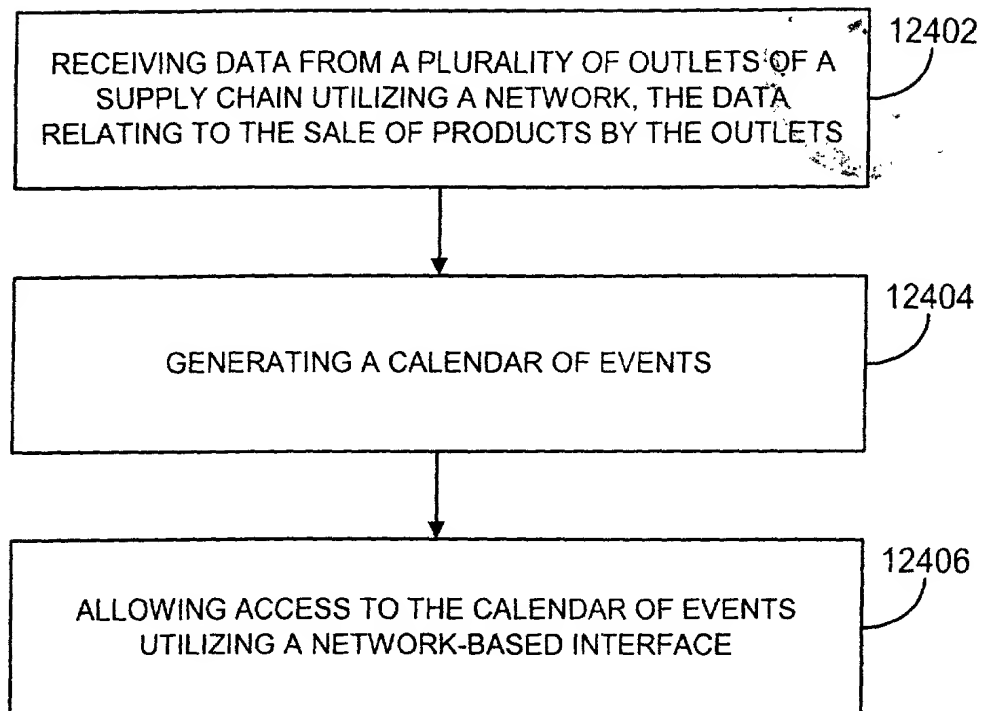 12402
RECEIVING DATA FROM A PLURALITY OF OUTLETS OF A
SUPPLY CHAIN UTILIZING A NETWORK, THE DATA
RELATING TO THE SALE OF PRODUCTS BY THE OUTLETS
12404
GENERATING A CALENDAR OF EVENTS
12406
ALLOWING ACCESS TO THE CALENDAR OF EVENTS
UTILIZING A NETWORK-BASED INTERFACE